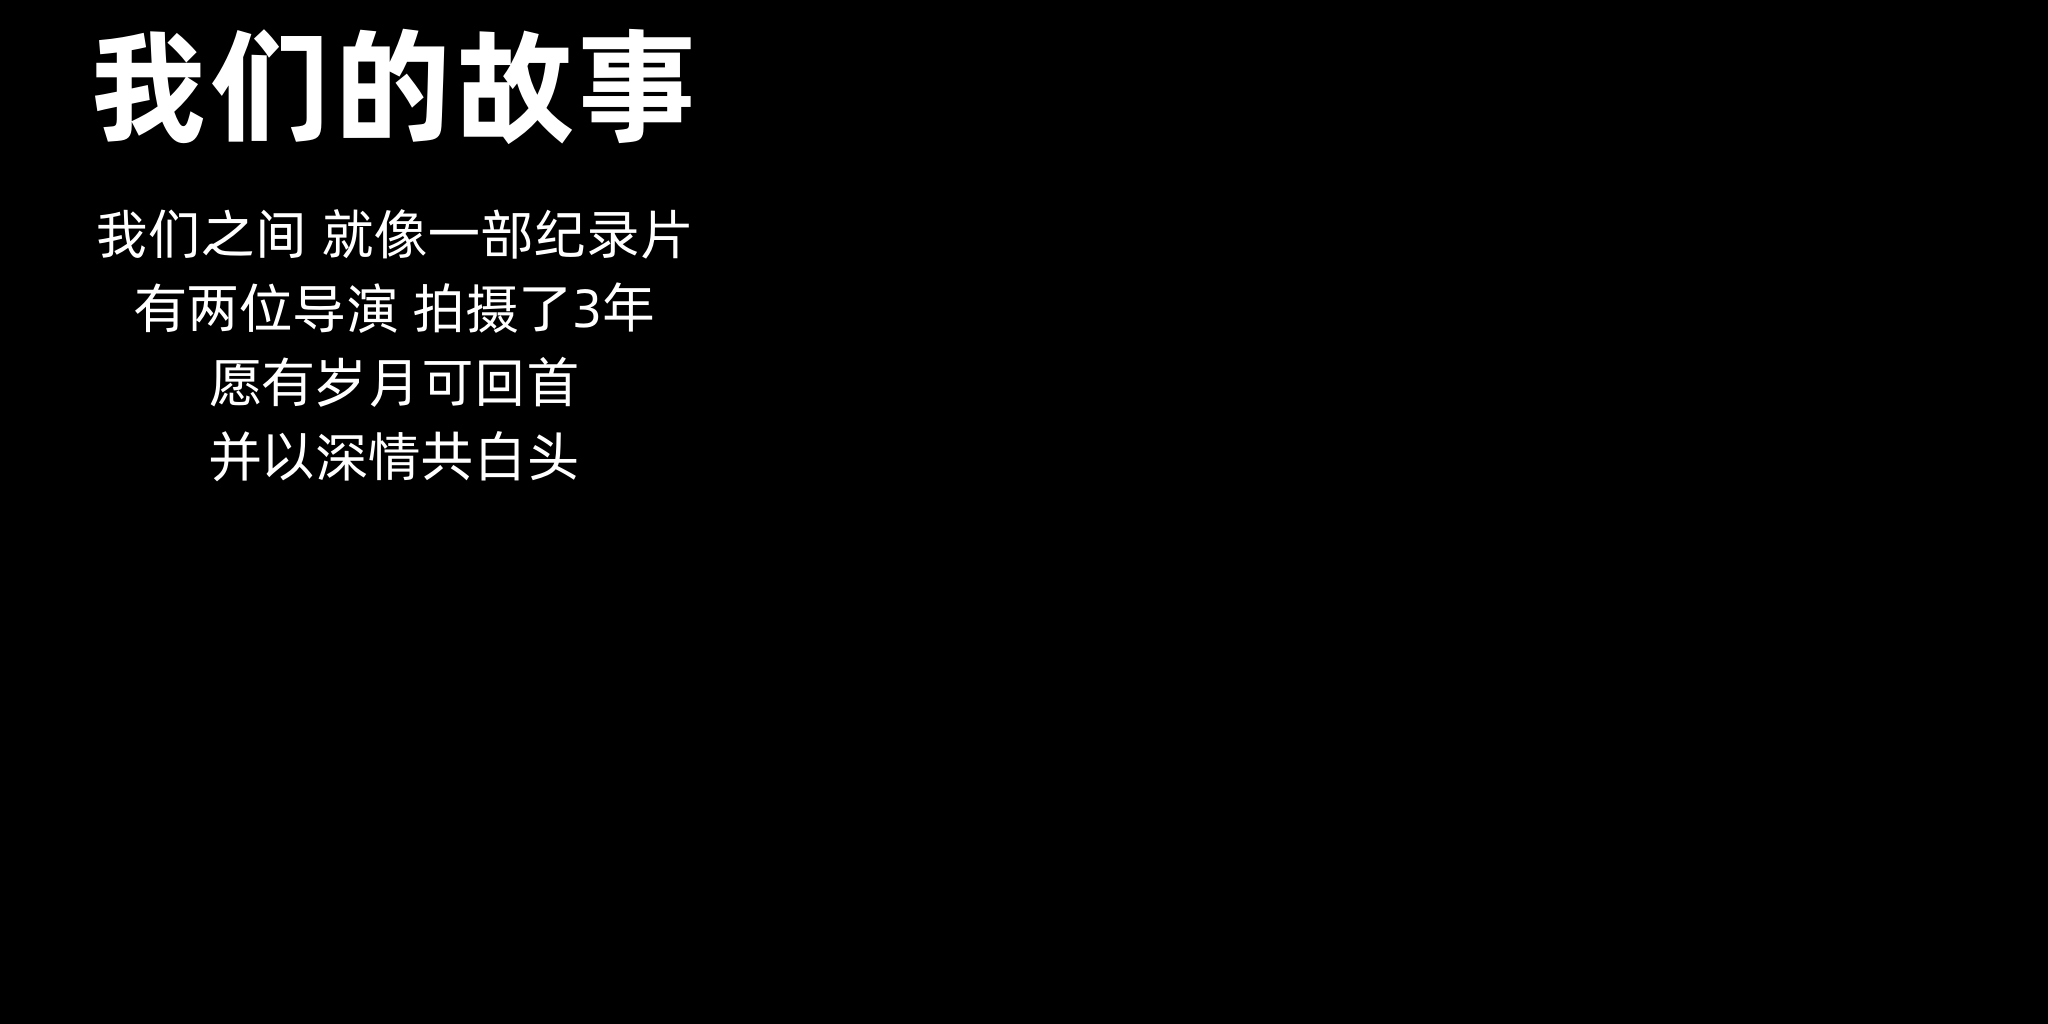 我们的故事
我们之间 就像一部纪录片
有两位导演 拍摄了3年
愿有岁月可回首
并以深情共白头